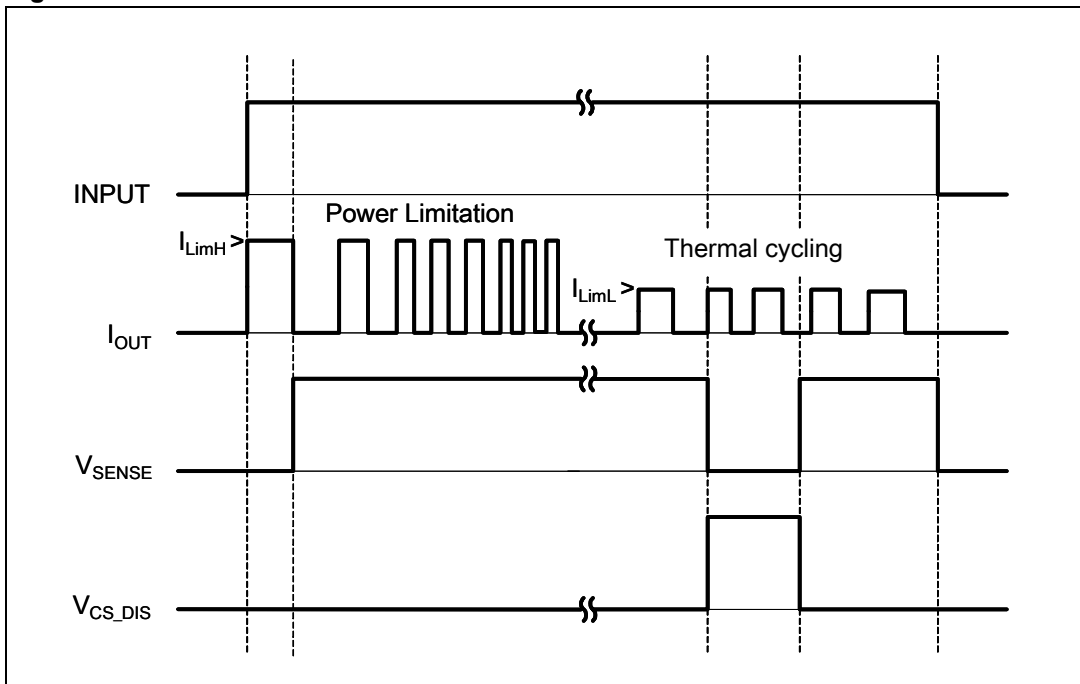 INPUT
Power Limitation
I_LimH >
Thermal cycling
I_LimL >
I_OUT
V_SENSE
V_CS_DIS